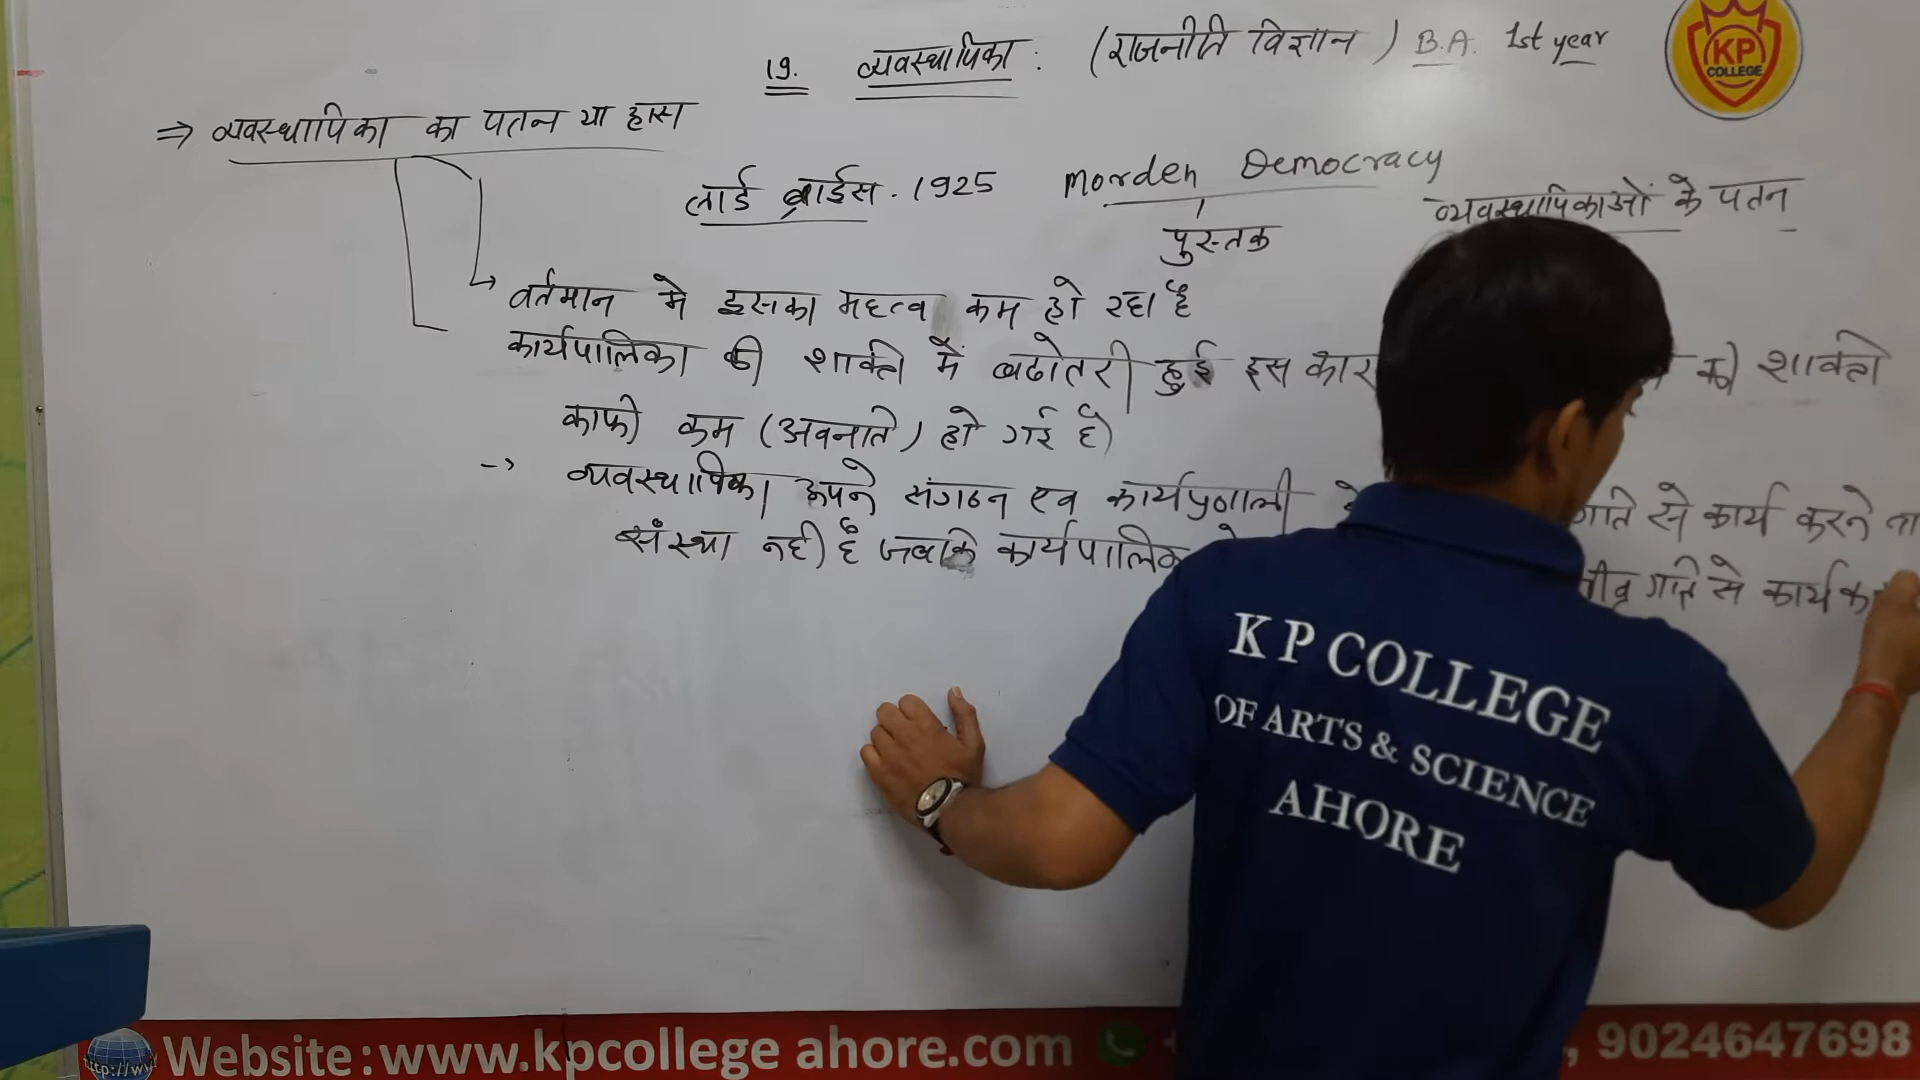 19. व्यवस्थापिका : (राजनीति विज्ञान) B.A. 1st year
KP
COLLEGE
⇒ व्यवस्थापिका का पतन या ह्रास
लार्ड ब्राईस . 1925 Morden Democracy
व्यवस्थापिकाओं के पतन
पुस्तक
वर्तमान मे इसका महत्व कम हो रहा है
कार्यपालिका की शक्ति में बढोतरी हुई इस को शक्ति
काफी कम (अवनति) हो गई है
-> व्यवस्थापिका अपने संगठन एव कार्यप्रणाली गति से कार्य करने
संस्था नही है जबकि तीव्र गति से कार्य
K P COLLEGE
OF ARTS & SCIENCE
AHORE
http://ww
Website:www.kpcollege ahore.com , 9024647698